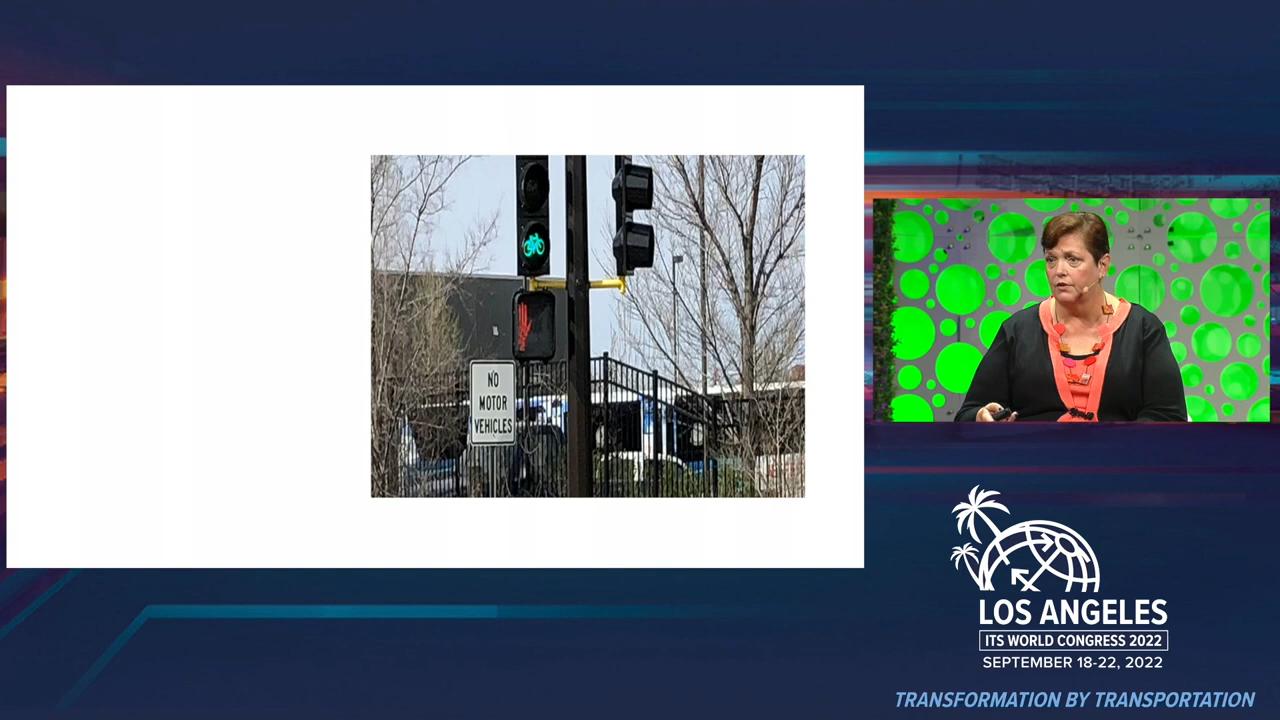 NO
MOTOR
VEHICLES
LOS ANGELES
ITS WORLD CONGRESS 2022
SEPTEMBER 18-22, 2022
TRANSFORMATION BY TRANSPORTATION